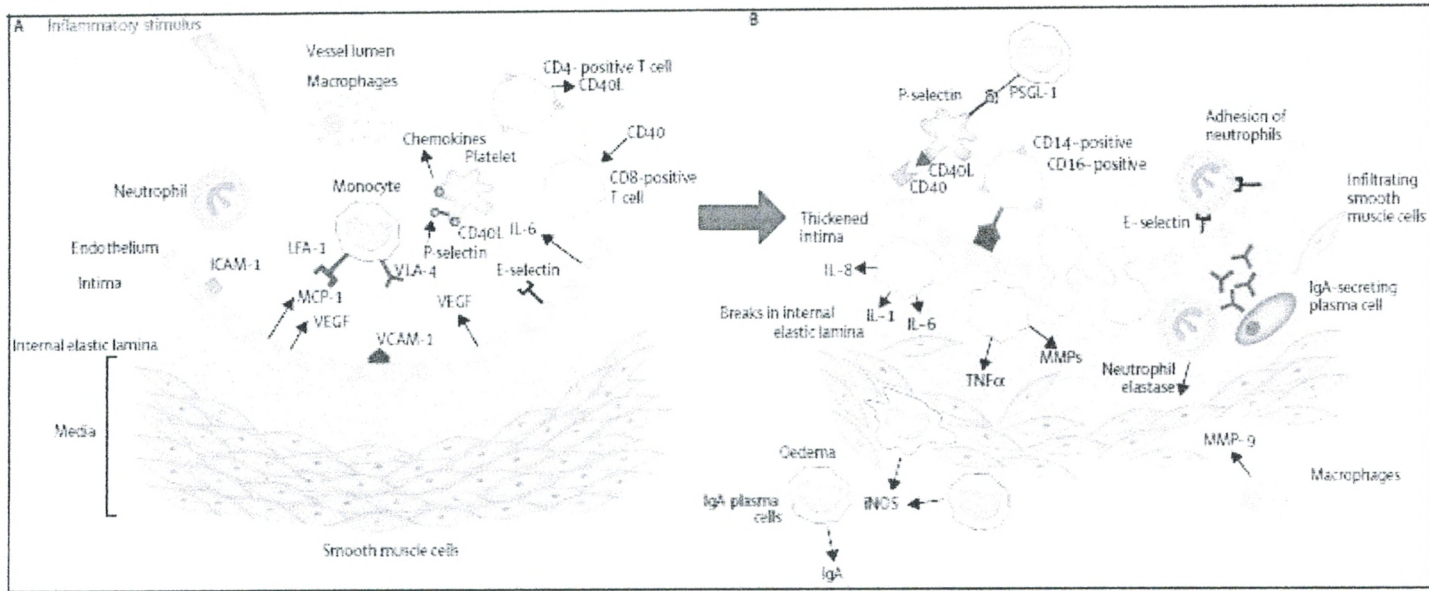 A Inflammatory stimulus
Vessel lumen
Macrophages
CD4-positive T cell
CD40L
Chemokines
Platelet
CD40
CD8-positive
T cell
Neutrophil
Monocyte
LFA-1
CD40L
IL-6
P-selectin
Endothelium
ICAM-1
VLA-4
E-selectin
Intima
MCP-1
VEGF
VEGF
Internal elastic lamina
VCAM-1
Media
Smooth muscle cells
B
P-selectin
PSGL-1
Adhesion of
neutrophils
CD14-positive
CD16-positive
CD40L
CD40
Infiltrating
smooth
muscle cells
E-selectin
Thickened
intima
IL-8
IgA-secreting
plasma cell
Breaks in internal
elastic lamina
IL-1
IL-6
MMPs
TNFα
Neutrophil
elastase
MMP-9
Macrophages
Oedema
IgA plasma
cells
iNOS
IgA